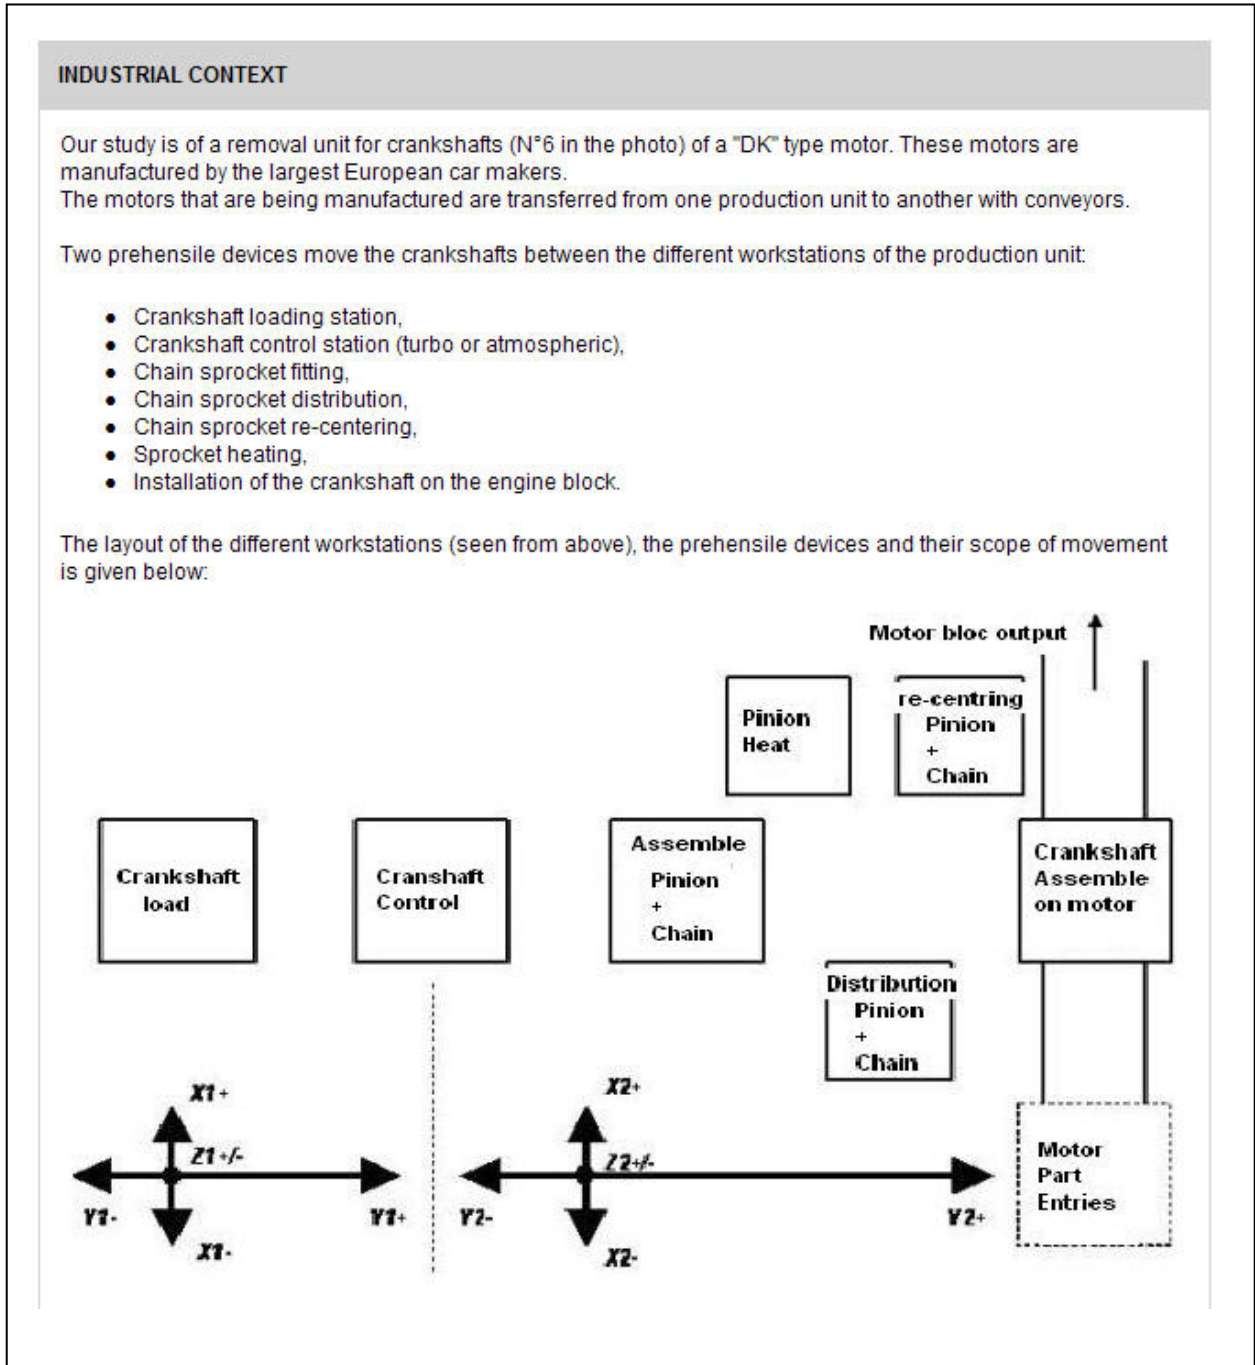 INDUSTRIAL CONTEXT
Our study is of a removal unit for crankshafts (N°6 in the photo) of a "DK" type motor. These motors are
manufactured by the largest European car makers.
The motors that are being manufactured are transferred from one production unit to another with conveyors.
Two prehensile devices move the crankshafts between the different workstations of the production unit:
● Crankshaft loading station,
● Crankshaft control station (turbo or atmospheric),
● Chain sprocket fitting,
● Chain sprocket distribution,
● Chain sprocket re-centering,
● Sprocket heating,
● Installation of the crankshaft on the engine block.
The layout of the different workstations (seen from above), the prehensile devices and their scope of movement
is given below:
Motor bloc output
Pinion
Heat
re-centring
Pinion
+
Chain
Crankshaft
load
Cranshaft
Control
Assemble
Pinion
+
Chain
Crankshaft
Assemble
on motor
Distribution
Pinion
+
Chain
X1+
Z1+/-
Y1-
Y1+
X1-
X2+
Z2+/-
Y2-
Y2+
X2-
Motor
Part
Entries